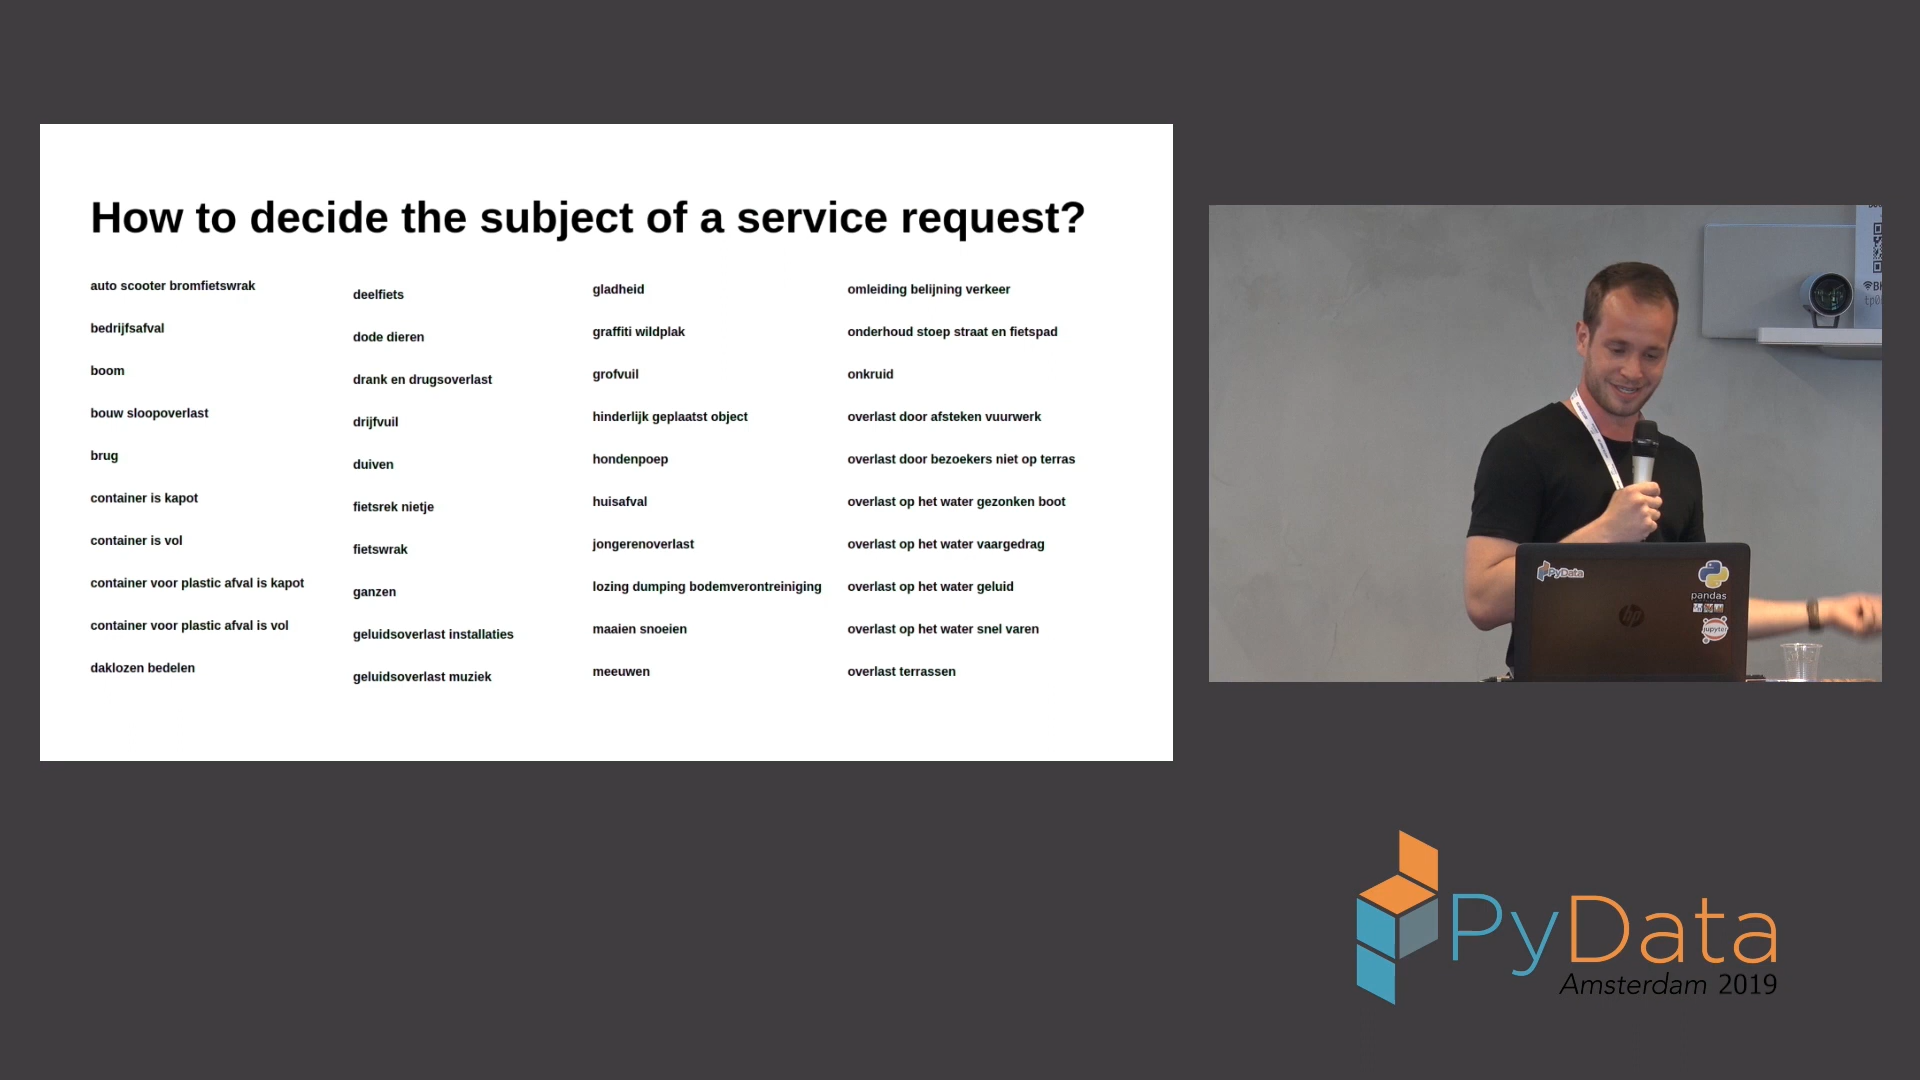 How to decide the subject of a service request?
auto scooter bromfietswrak
bedrijfsafval
boom
bouw sloopoverlast
brug
container is kapot
container is vol
container voor plastic afval is kapot
container voor plastic afval is vol
daklozen bedelen
deelfiets
dode dieren
drank en drugsoverlast
drijfvuil
duiven
fietsrek nietje
fietswrak
ganzen
geluidsoverlast installaties
geluidsoverlast muziek
gladheid
graffiti wildplak
grofvuil
hinderlijk geplaatst object
hondenpoep
huisafval
jongerenoverlast
lozing dumping bodemverontreiniging
maaien snoeien
meeuwen
omleiding belijning verkeer
onderhoud stoep straat en fietspad
onkruid
overlast door afsteken vuurwerk
overlast door bezoekers niet op terras
overlast op het water gezonken boot
overlast op het water vaargedrag
overlast op het water geluid
overlast op het water snel varen
overlast terrassen
PyData
pandas
hp
jupyter
PyData
Amsterdam 2019